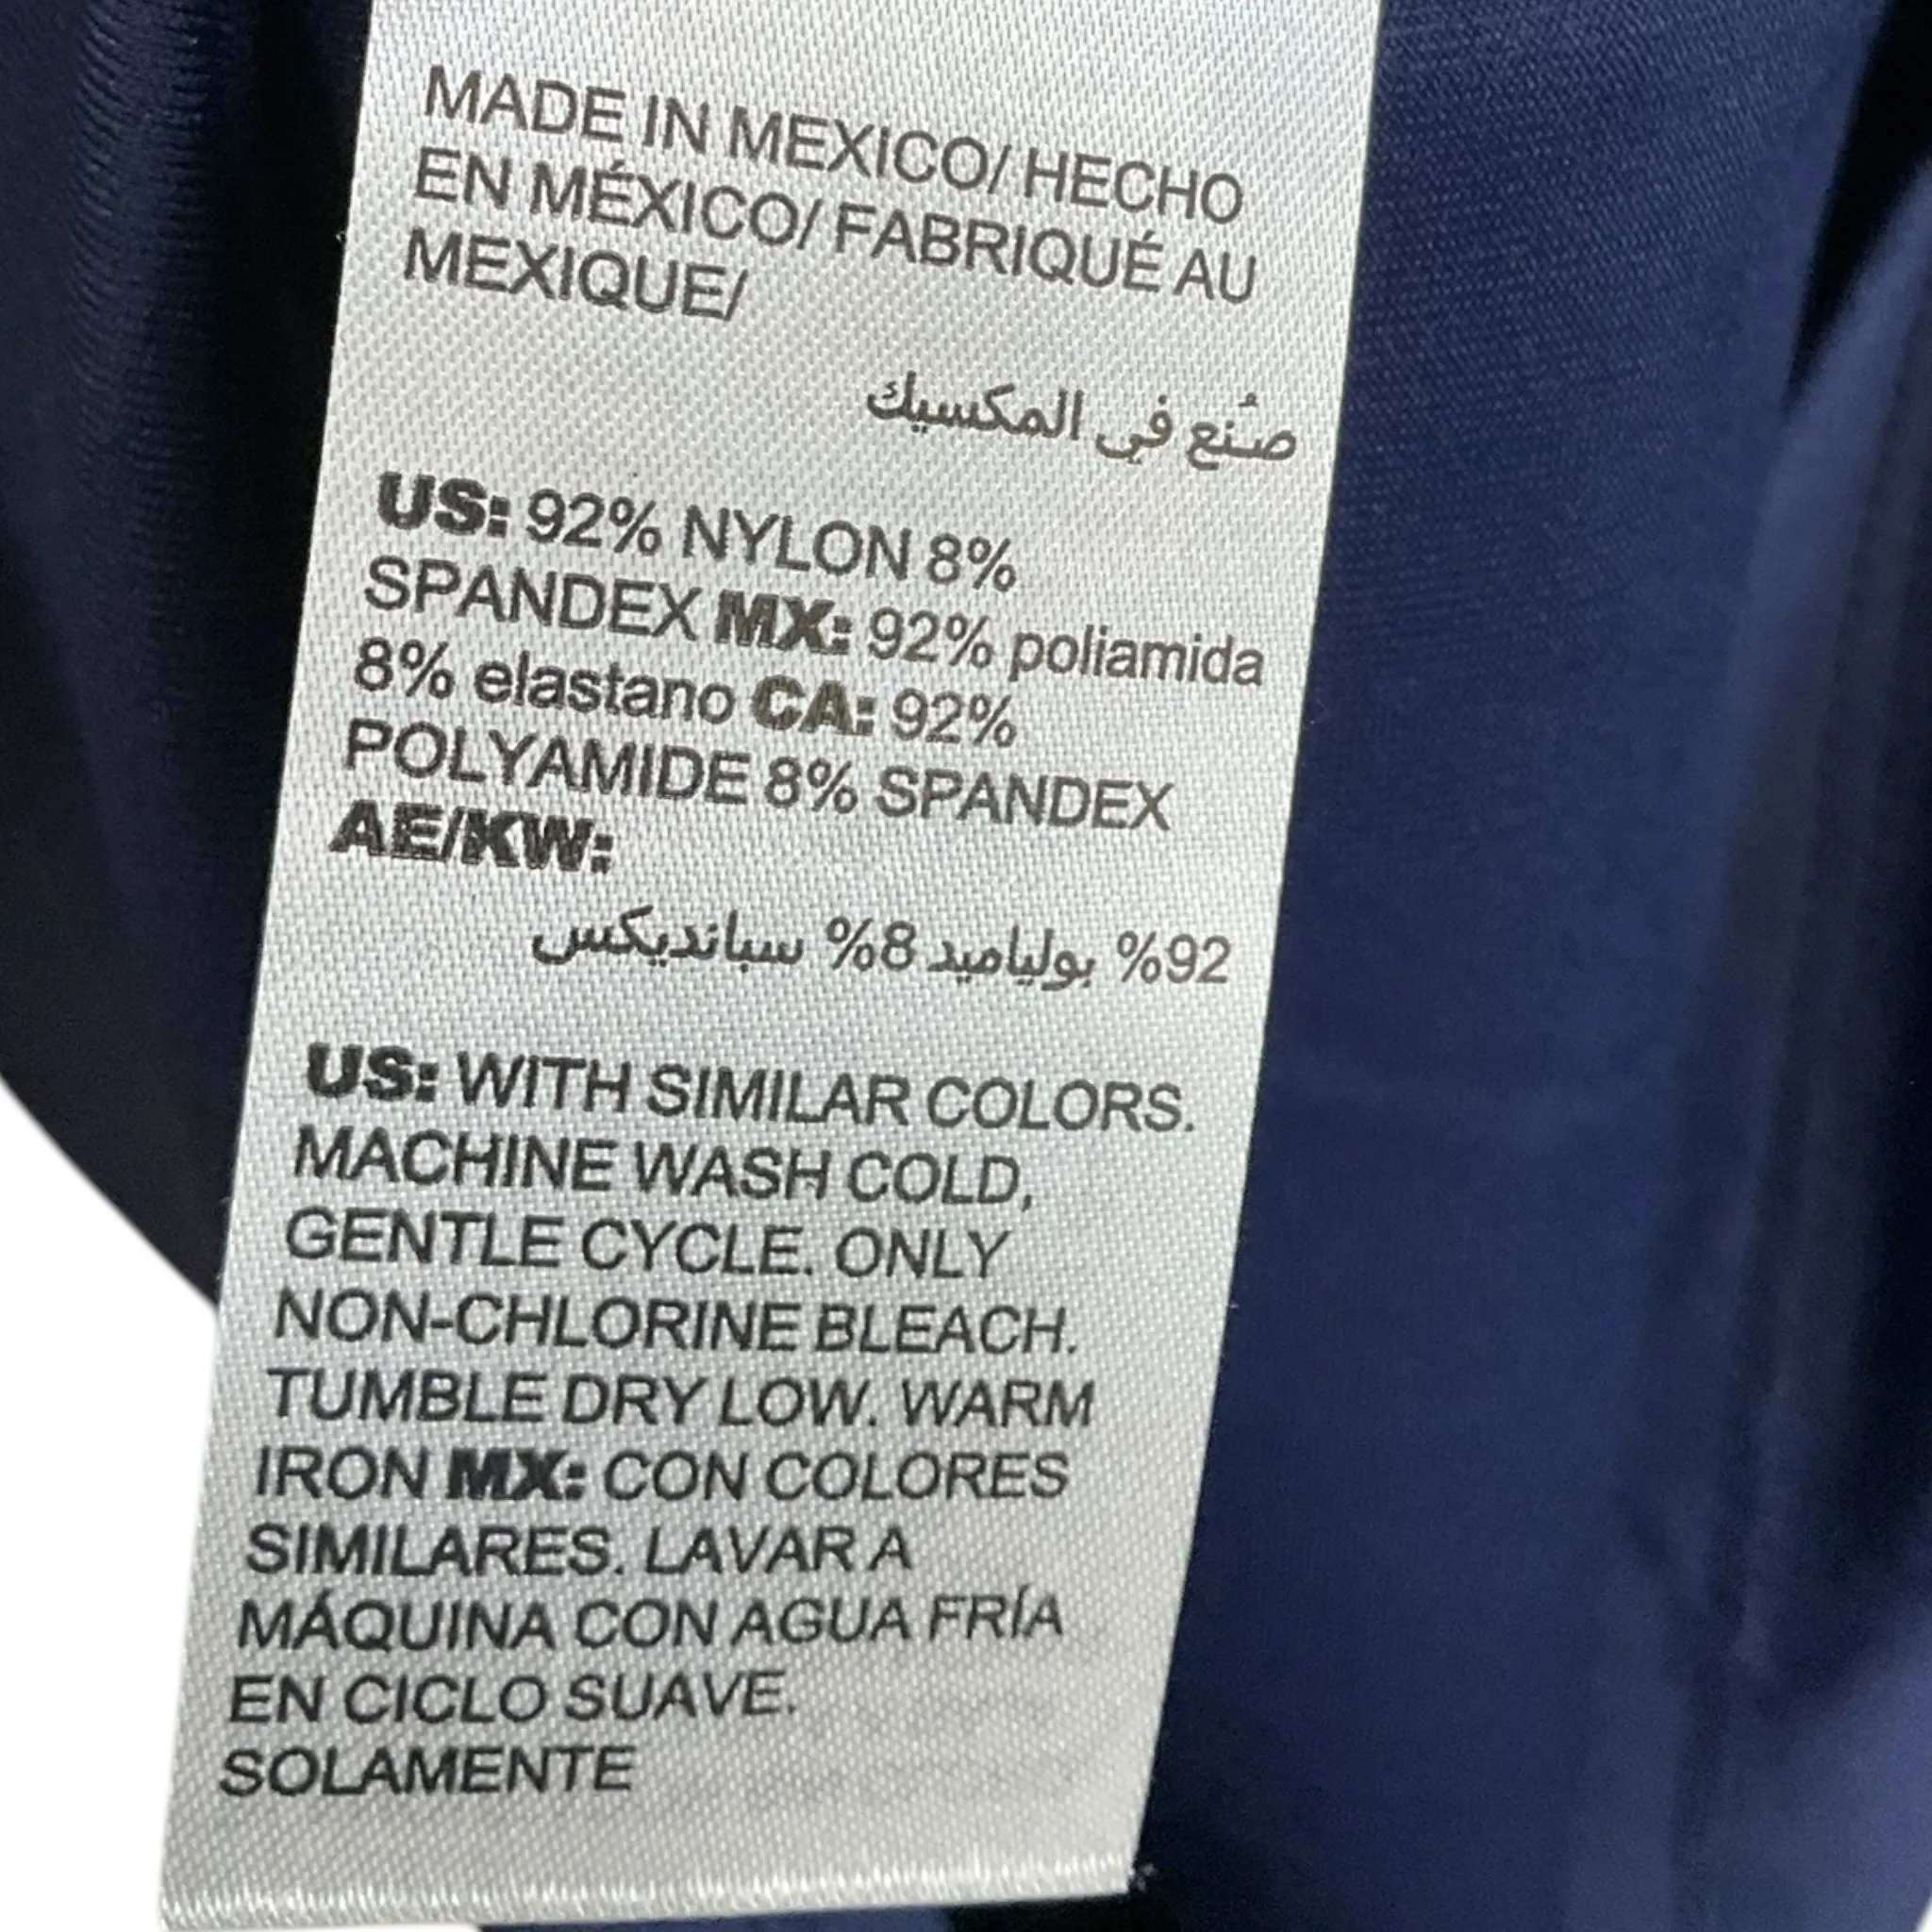 MADE IN MEXICO/ HECHO
EN MÉXICO/ FABRIQUÉ AU
MEXIQUE/
صُنع في المكسيك
US: 92% NYLON 8%
SPANDEX MX: 92% poliamida
8% elastano CA: 92%
POLYAMIDE 8% SPANDEX
AE/KW:
92% بولياميد 8% سبانديكس
US: WITH SIMILAR COLORS.
MACHINE WASH COLD,
GENTLE CYCLE. ONLY
NON-CHLORINE BLEACH.
TUMBLE DRY LOW. WARM
IRON MX: CON COLORES
SIMILARES. LAVAR A
MÁQUINA CON AGUA FRÍA
EN CICLO SUAVE.
SOLAMENTE